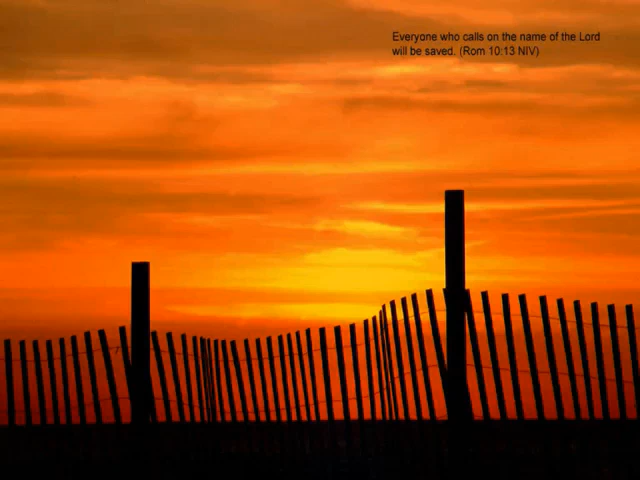 Everyone who calls on the name of the Lord
will be saved. (Rom 10:13 NIV)